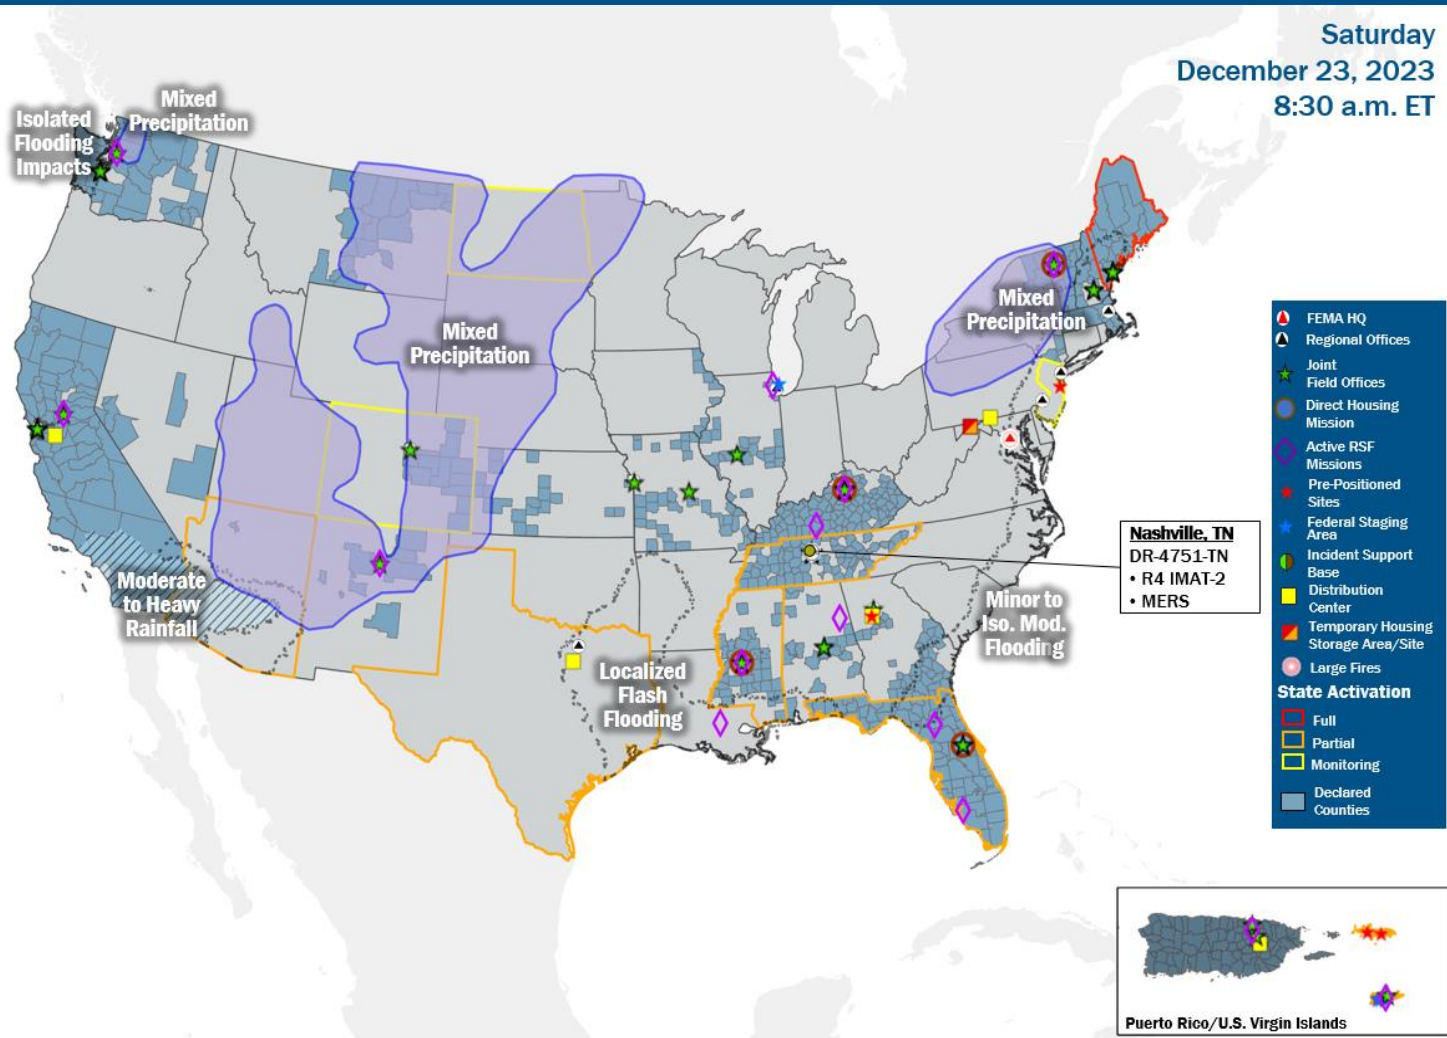 Saturday
December 23, 2023
8:30 a.m. ET
Mixed
Precipitation
Isolated
Flooding
Impacts
Mixed
Precipitation
Mixed
Precipitation
Moderate
to Heavy
Rainfall
Localized
Flash
Flooding
Minor to
Iso. Mod.
Flooding
Nashville, TN
DR-4751-TN
• R4 IMAT-2
• MERS
FEMA HQ
Regional Offices
Joint
Field Offices
Direct Housing
Mission
Active RSF
Missions
Pre-Positioned
Sites
Federal Staging
Area
Incident Support
Base
Distribution
Center
Temporary Housing
Storage Area/Site
Large Fires
State Activation
Full
Partial
Monitoring
Declared
Counties
Puerto Rico/U.S. Virgin Islands